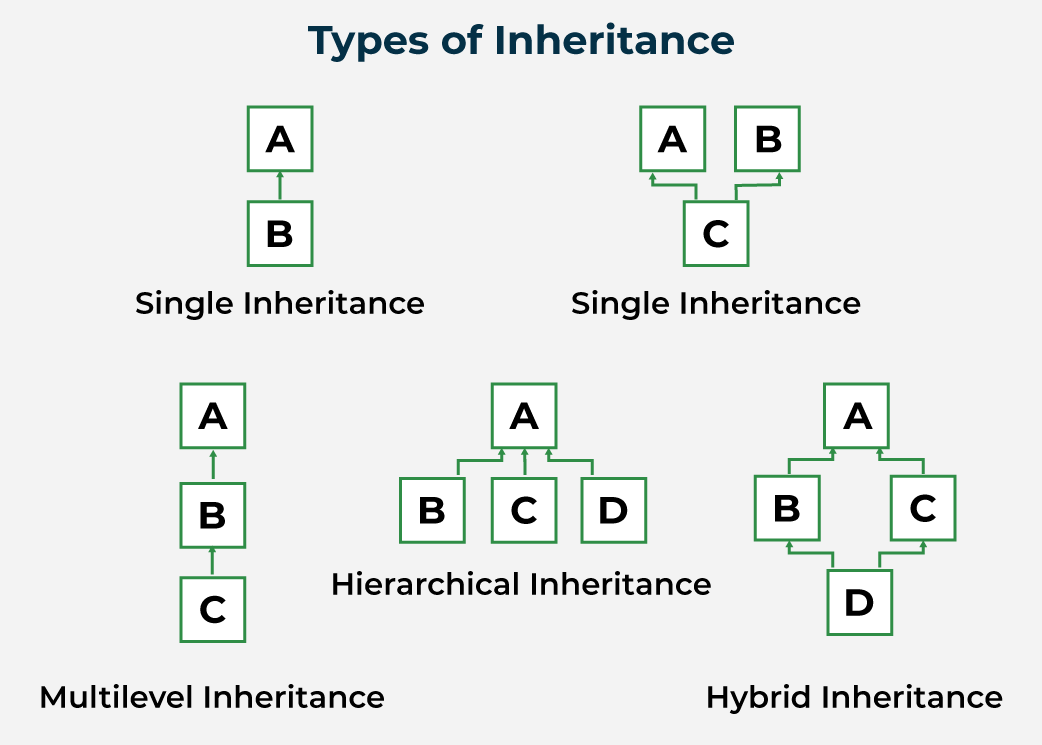 Types of Inheritance
A
B
Single Inheritance
A B
C
Single Inheritance
A
B
C
Multilevel Inheritance
A
B C D
Hierarchical Inheritance
A
B C
D
Hybrid Inheritance